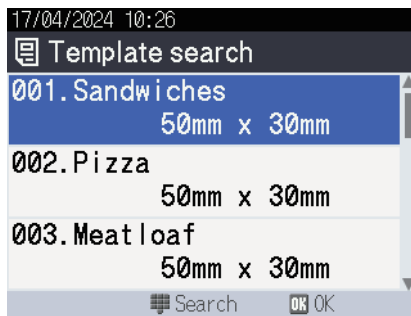 17/04/2024 10:26
Template search
001.Sandwiches
50mm x 30mm
002.Pizza
50mm x 30mm
003.Meatloaf
50mm x 30mm
Search OK OK